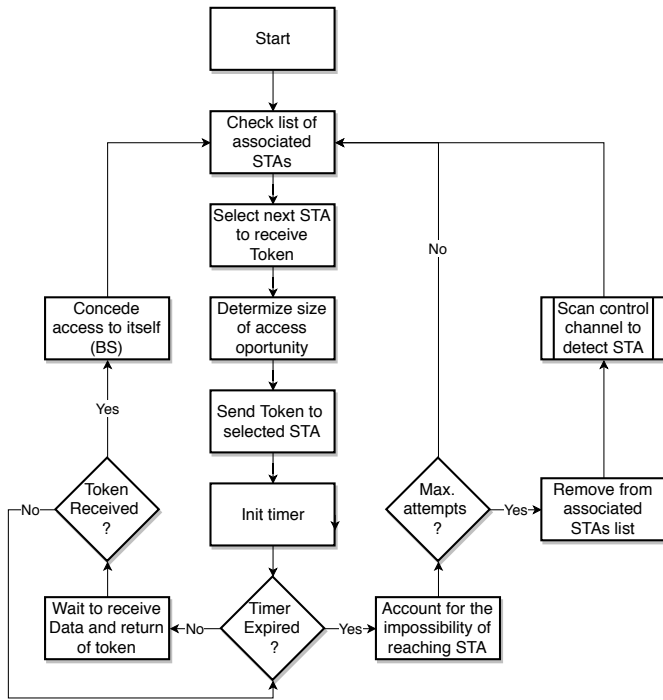 Start
Check list of
associated
STAs
Select next STA
to receive
Token
No
Concede
access to itself
(BS)
Determize size
of access
oportunity
Scan control
channel to
detect STA
Yes
Send Token to
selected STA
No
Token
Received
?
Init timer
Max.
attempts
?
Yes
Remove from
associated
STAs list
Wait to receive
Data and return
of token
No
Timer
Expired
?
Yes
Account for the
impossibility of
reaching STA